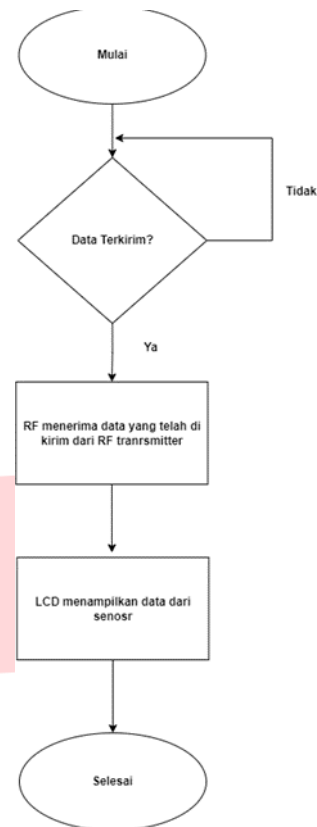 Mulai
Tidak
Data Terkirim?
Ya
RF menerima data yang telah di
kirim dari RF tranrsmitter
LCD menampilkan data dari
senosr
Selesai